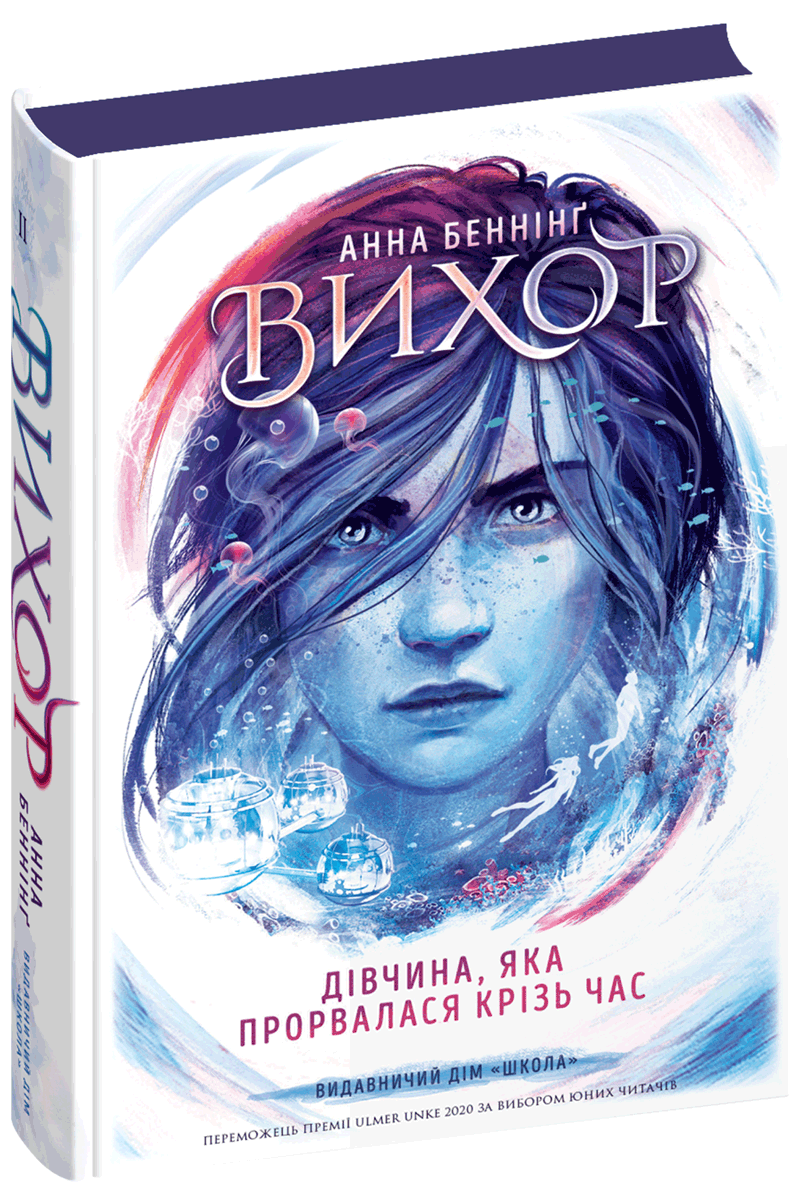 АННА БЕННІНҐ
ВИХОР
ДІВЧИНА, ЯКА
ПРОРВАЛАСЯ КРІЗЬ ЧАС
ВИДАВНИЧИЙ ДІМ «ШКОЛА»
ПЕРЕМОЖЕЦЬ ПРЕМІЇ ULMER UNKE 2020 ЗА ВИБОРОМ ЮНИХ ЧИТАЧІВ
II
ВИХОР
АННА
БЕННІНҐ
ВИДАВНИЧИЙ ДІМ
«ШКОЛА»